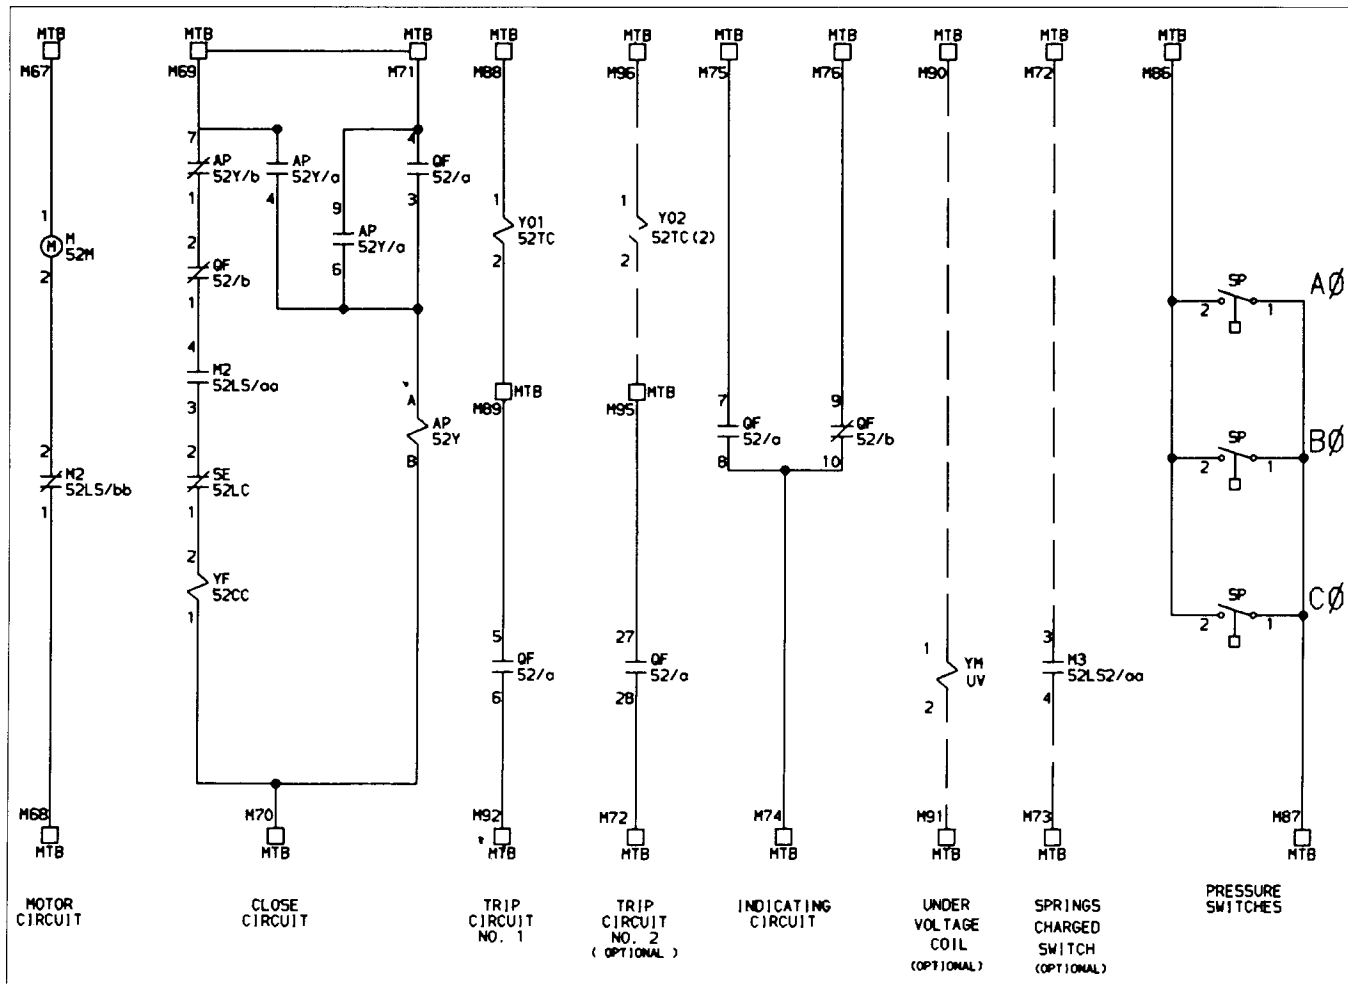 MTB MTB MTB MTB MTB MTB MTB MTB MTB MTB
M67 M69 M71 M88 M96 M75 M76 M90 M72 M86
7 4
AP AP QF
52Y/b 52Y/a 52/a
1 4 3
9
AP
52Y/a
6
1
M M
52M
2
2
QF
52/b
1
1
Y01
52TC
2
1
Y02
52TC(2)
2
SP AØ
2 1
4
M2
52LS/aa
3
MTB MTB
M89 M95
A
AP
52Y
B
7
QF
52/a
8
9
QF
52/b
10
SP BØ
2 1
2
M2
52LS/bb
1
2
SE
52LC
1
2
YF
52CC
1
SP CØ
2 1
5
QF
52/a
6
27
QF
52/a
28
1
YM
UV
2
3
M3
52LS2/aa
4
M68 M70 M92 M72 M74 M91 M73 M87
MTB MTB MTB MTB MTB MTB MTB MTB
MOTOR
CIRCUIT
CLOSE
CIRCUIT
TRIP
CIRCUIT
NO. 1
TRIP
CIRCUIT
NO. 2
( OPTIONAL )
INDICATING
CIRCUIT
UNDER
VOLTAGE
COIL
(OPTIONAL)
SPRINGS
CHARGED
SWITCH
(OPTIONAL)
PRESSURE
SWITCHES